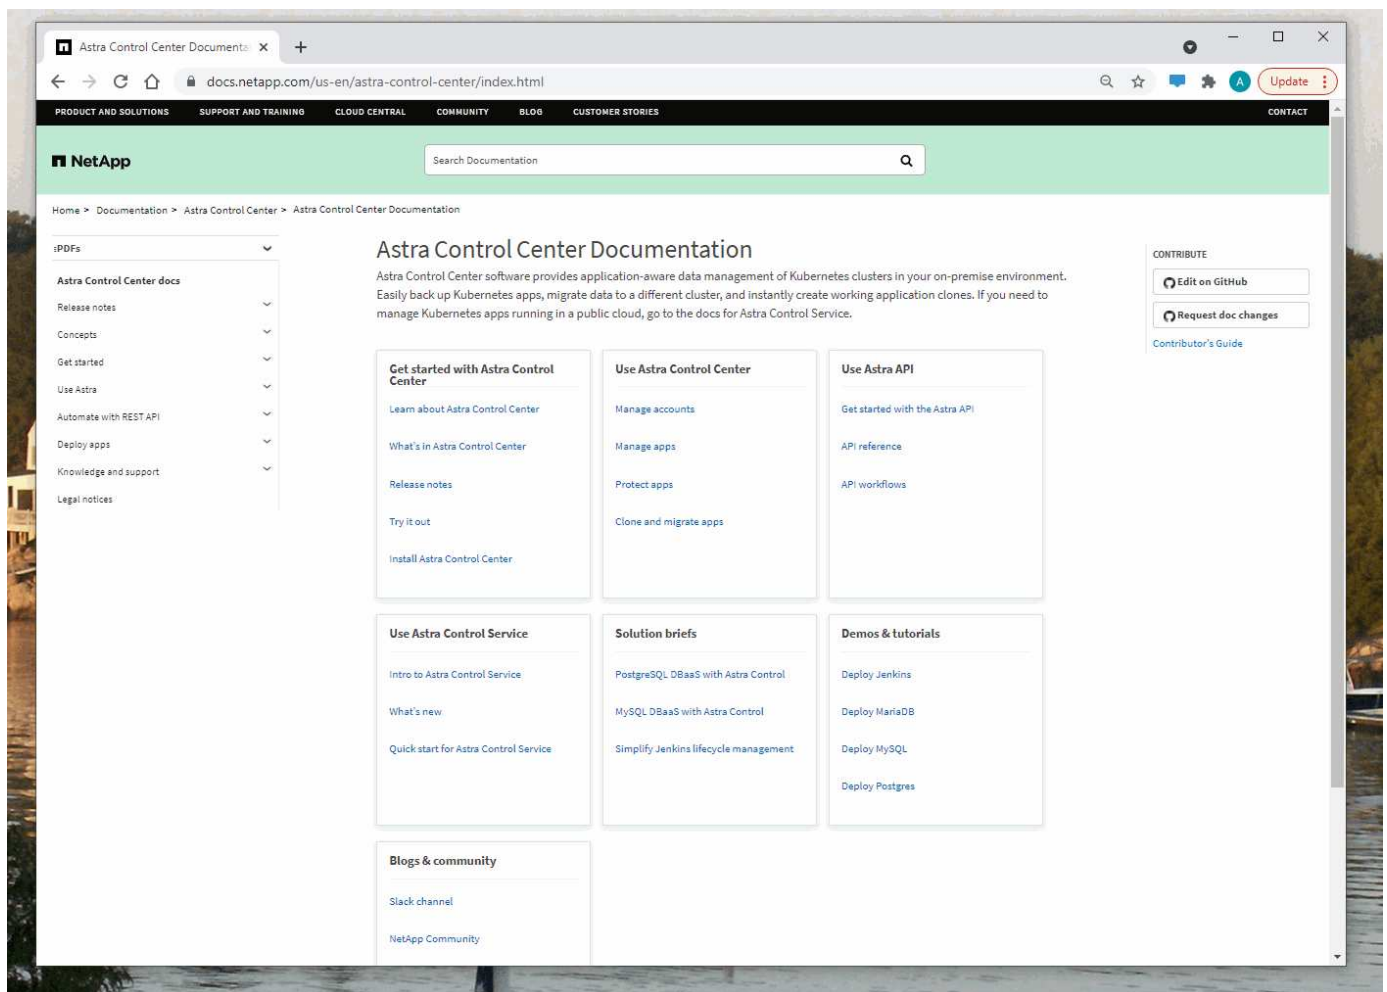 Astra Control Center Documenta
docs.netapp.com/us-en/astra-control-center/index.html
A
Update
PRODUCT AND SOLUTIONS SUPPORT AND TRAINING CLOUD CENTRAL COMMUNITY BLOG CUSTOMER STORIES CONTACT
NetApp
Search Documentation
Home > Documentation > Astra Control Center > Astra Control Center Documentation
PDFs
Astra Control Center docs
Release notes
Concepts
Get started
Use Astra
Automate with REST API
Deploy apps
Knowledge and support
Legal notices
Astra Control Center Documentation
Astra Control Center software provides application-aware data management of Kubernetes clusters in your on-premise environment.
Easily back up Kubernetes apps, migrate data to a different cluster, and instantly create working application clones. If you need to
manage Kubernetes apps running in a public cloud, go to the docs for Astra Control Service.
CONTRIBUTE
Edit on GitHub
Request doc changes
Contributor's Guide
Get started with Astra Control
Center
Learn about Astra Control Center
What's in Astra Control Center
Release notes
Try it out
Install Astra Control Center
Use Astra Control Center
Manage accounts
Manage apps
Protect apps
Clone and migrate apps
Use Astra API
Get started with the Astra API
API reference
API workflows
Use Astra Control Service
Intro to Astra Control Service
What's new
Quick start for Astra Control Service
Solution briefs
PostgreSQL DBaaS with Astra Control
MySQL DBaaS with Astra Control
Simplify Jenkins lifecycle management
Demos & tutorials
Deploy Jenkins
Deploy MariaDB
Deploy MySQL
Deploy Postgres
Blogs & community
Slack channel
NetApp Community